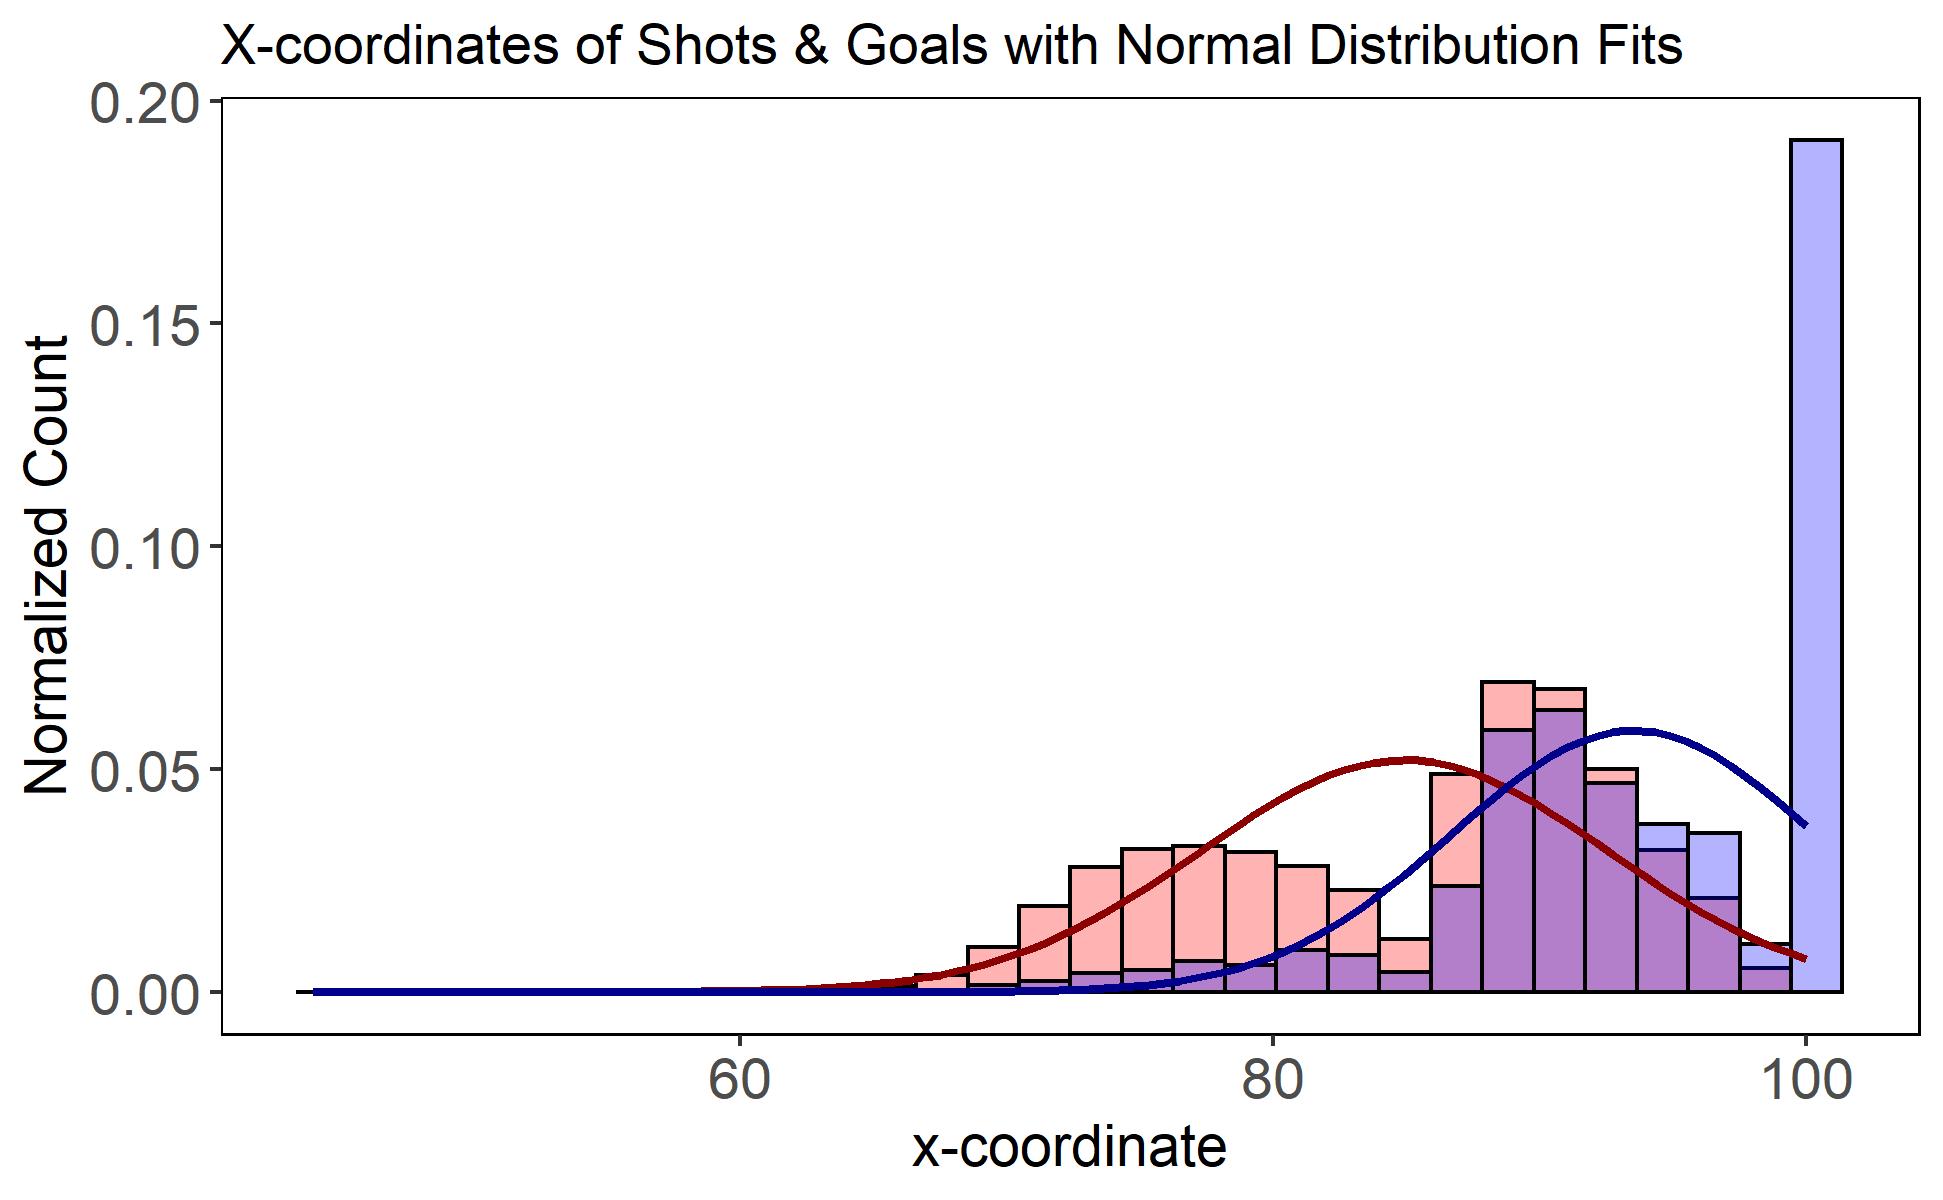 X-coordinates of Shots & Goals with Normal Distribution Fits
Normalized Count
0.20
0.15
0.10
0.05
0.00
60 80 100
x-coordinate